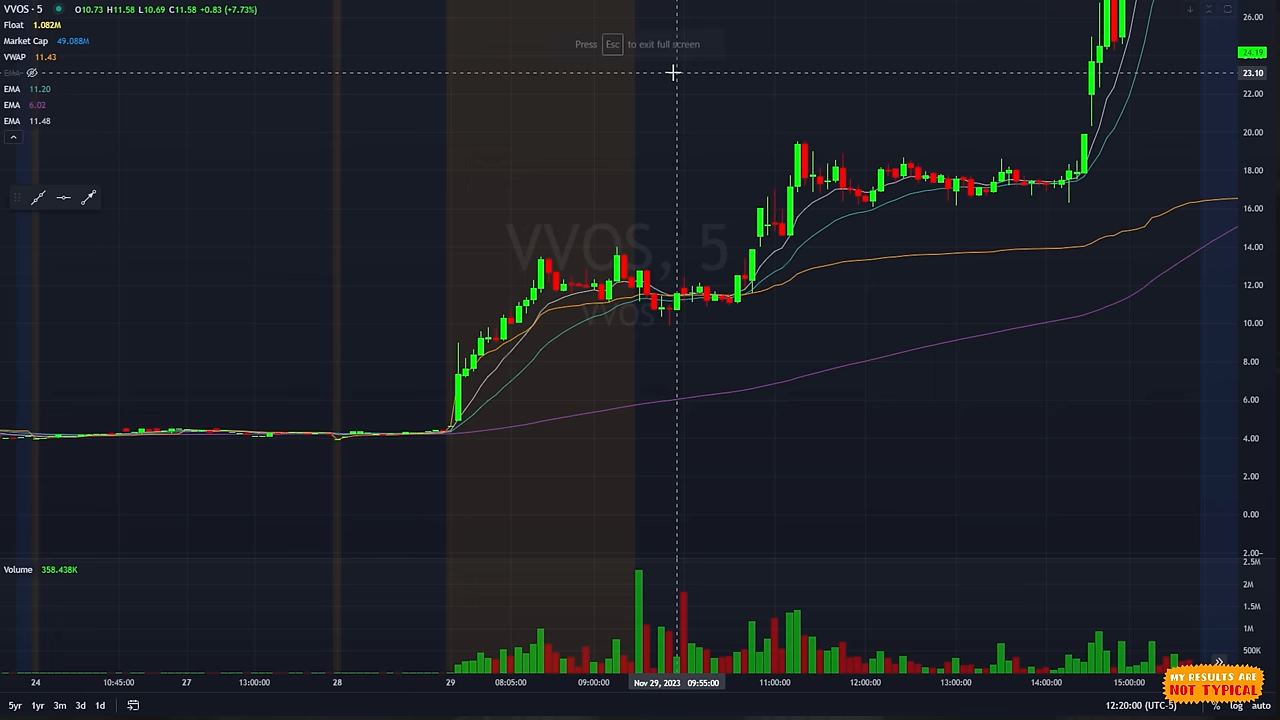 VVOS · 5 O10.73 H11.58 L10.69 C11.58 +0.83 (+7.73%)
Float 1.082M
Market Cap 49.088M
VWAP 11.43
EMA
EMA 11.20
EMA 6.02
EMA 11.48
Press Esc to exit full screen
VVOS, 5
VVOS
26.00
24.19
23.10
22.00
20.00
18.00
16.00
14.00
12.00
10.00
8.00
6.00
4.00
2.00
0.00
2.00-
Volume 358.438K
2.5M
2M
1.5M
1M
500K
24 10:45:00 27 13:00:00 28 29 08:05:00 09:00:00 Nov 29, 2023 09:55:00 11:00:00 12:00:00 13:00:00 14:00:00 15:00:00
MY RESULTS ARE
NOT TYPICAL
5yr 1yr 3m 3d 1d 12:20:00 (UTC-5) % log auto